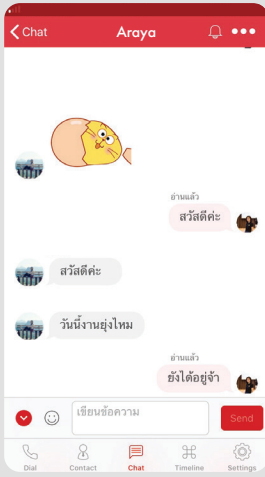 Chat
Araya
อ่านแล้ว
สวัสดีค่ะ
สวัสดีค่ะ
วันนี้งานยุ่งไหม
อ่านแล้ว
ยังได้อยู่จ้า
เขียนข้อความ
Send
Dial
Contact
Chat
Timeline
Settings